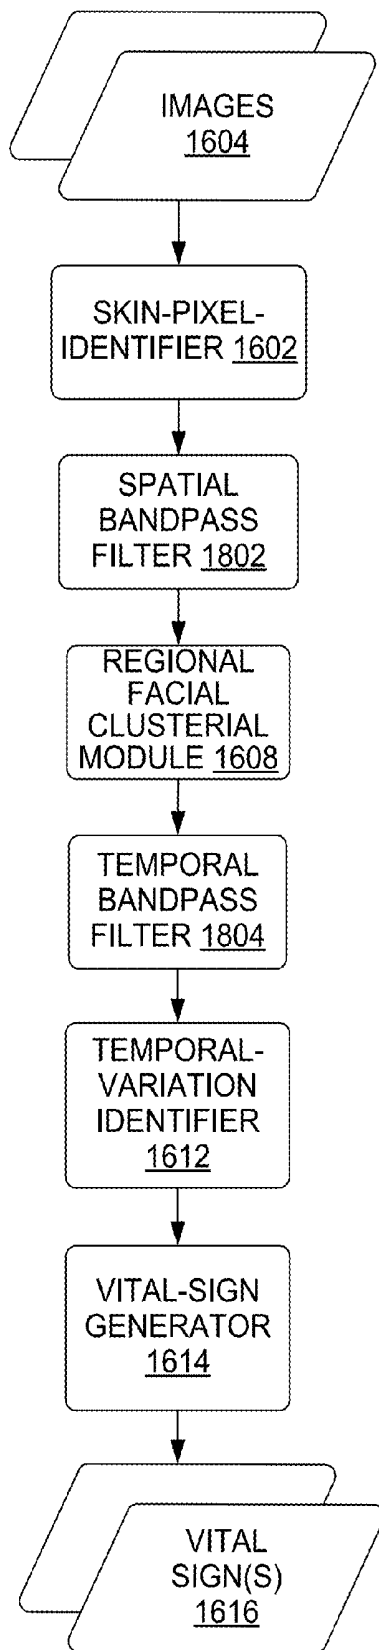 IMAGES
1604
SKIN-PIXEL-
IDENTIFIER 1602
SPATIAL
BANDPASS
FILTER 1802
REGIONAL
FACIAL
CLUSTERIAL
MODULE 1608
TEMPORAL
BANDPASS
FILTER 1804
TEMPORAL-
VARIATION
IDENTIFIER
1612
VITAL-SIGN
GENERATOR
1614
VITAL
SIGN(S)
1616